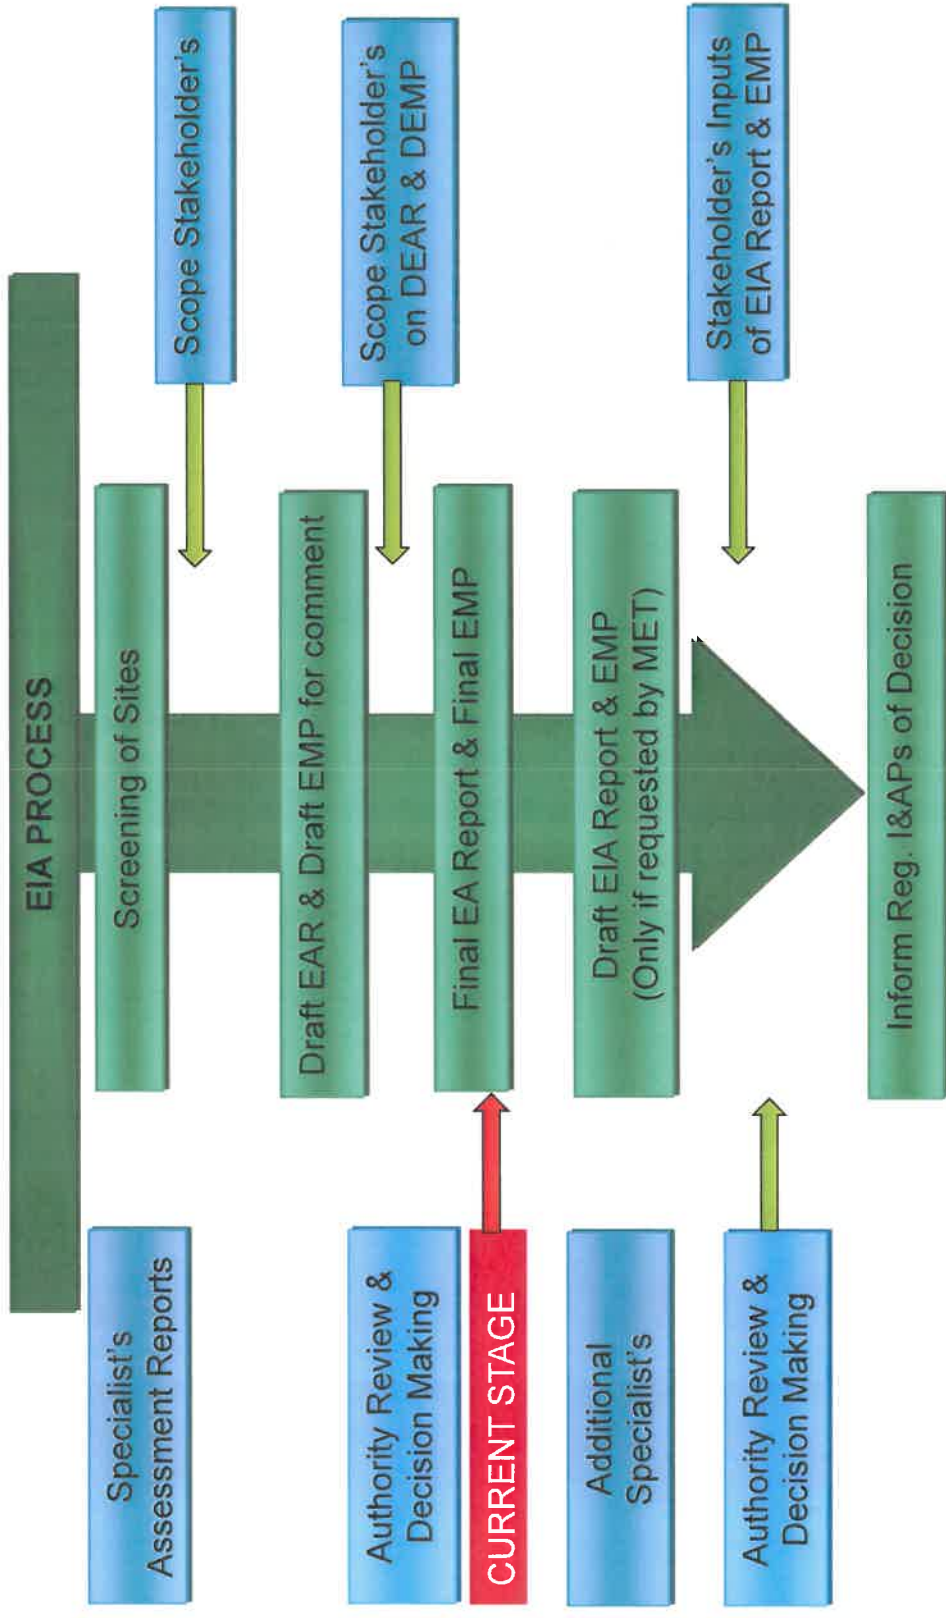 EIA PROCESS
Specialist's
Assessment Reports
Screening of Sites
Scope Stakeholder's
Draft EAR & Draft EMP for comment
Scope Stakeholder's
on DEAR & DEMP
Authority Review &
Decision Making
Final EA Report & Final EMP
CURRENT STAGE
Additional
Specialist's
Draft EIA Report & EMP
(Only if requested by MET)
Stakeholder's Inputs
of EIA Report & EMP
Authority Review &
Decision Making
Inform Reg. I&APs of Decision